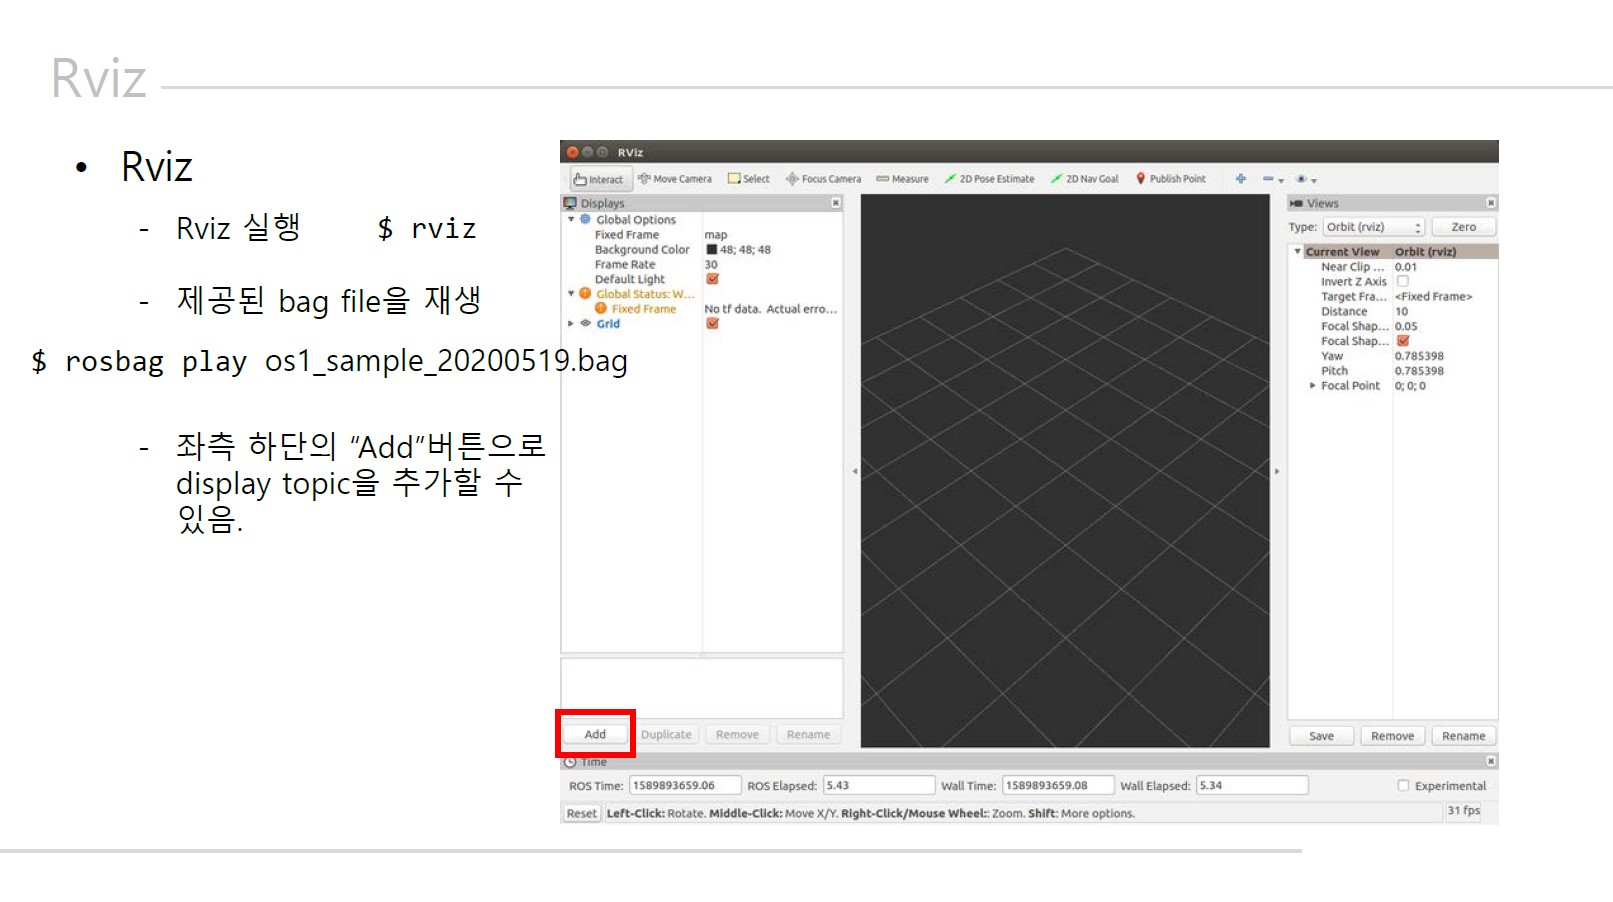 Rviz
• Rviz
- Rviz 실행 $ rviz
- 제공된 bag file을 재생
$ rosbag play os1_sample_20200519.bag
- 좌측 하단의 “Add”버튼으로
display topic을 추가할 수
있음.
RViz
Interact Move Camera Select Focus Camera Measure 2D Pose Estimate 2D Nav Goal Publish Point
Displays
Global Options
Fixed Frame map
Background Color 48; 48; 48
Frame Rate 30
Default Light
Global Status: W...
Fixed Frame No tf data. Actual erro...
Grid
Add Duplicate Remove Rename
Views
Type: Orbit (rviz) Zero
Current View Orbit (rviz)
Near Clip ... 0.01
Invert Z Axis
Target Fra... <Fixed Frame>
Distance 10
Focal Shap... 0.05
Focal Shap...
Yaw 0.785398
Pitch 0.785398
Focal Point 0; 0; 0
Save Remove Rename
Time
ROS Time: 1589893659.06 ROS Elapsed: 5.43 Wall Time: 1589893659.08 Wall Elapsed: 5.34 Experimental
Reset Left-Click: Rotate. Middle-Click: Move X/Y. Right-Click/Mouse Wheel:: Zoom. Shift: More options. 31 fps